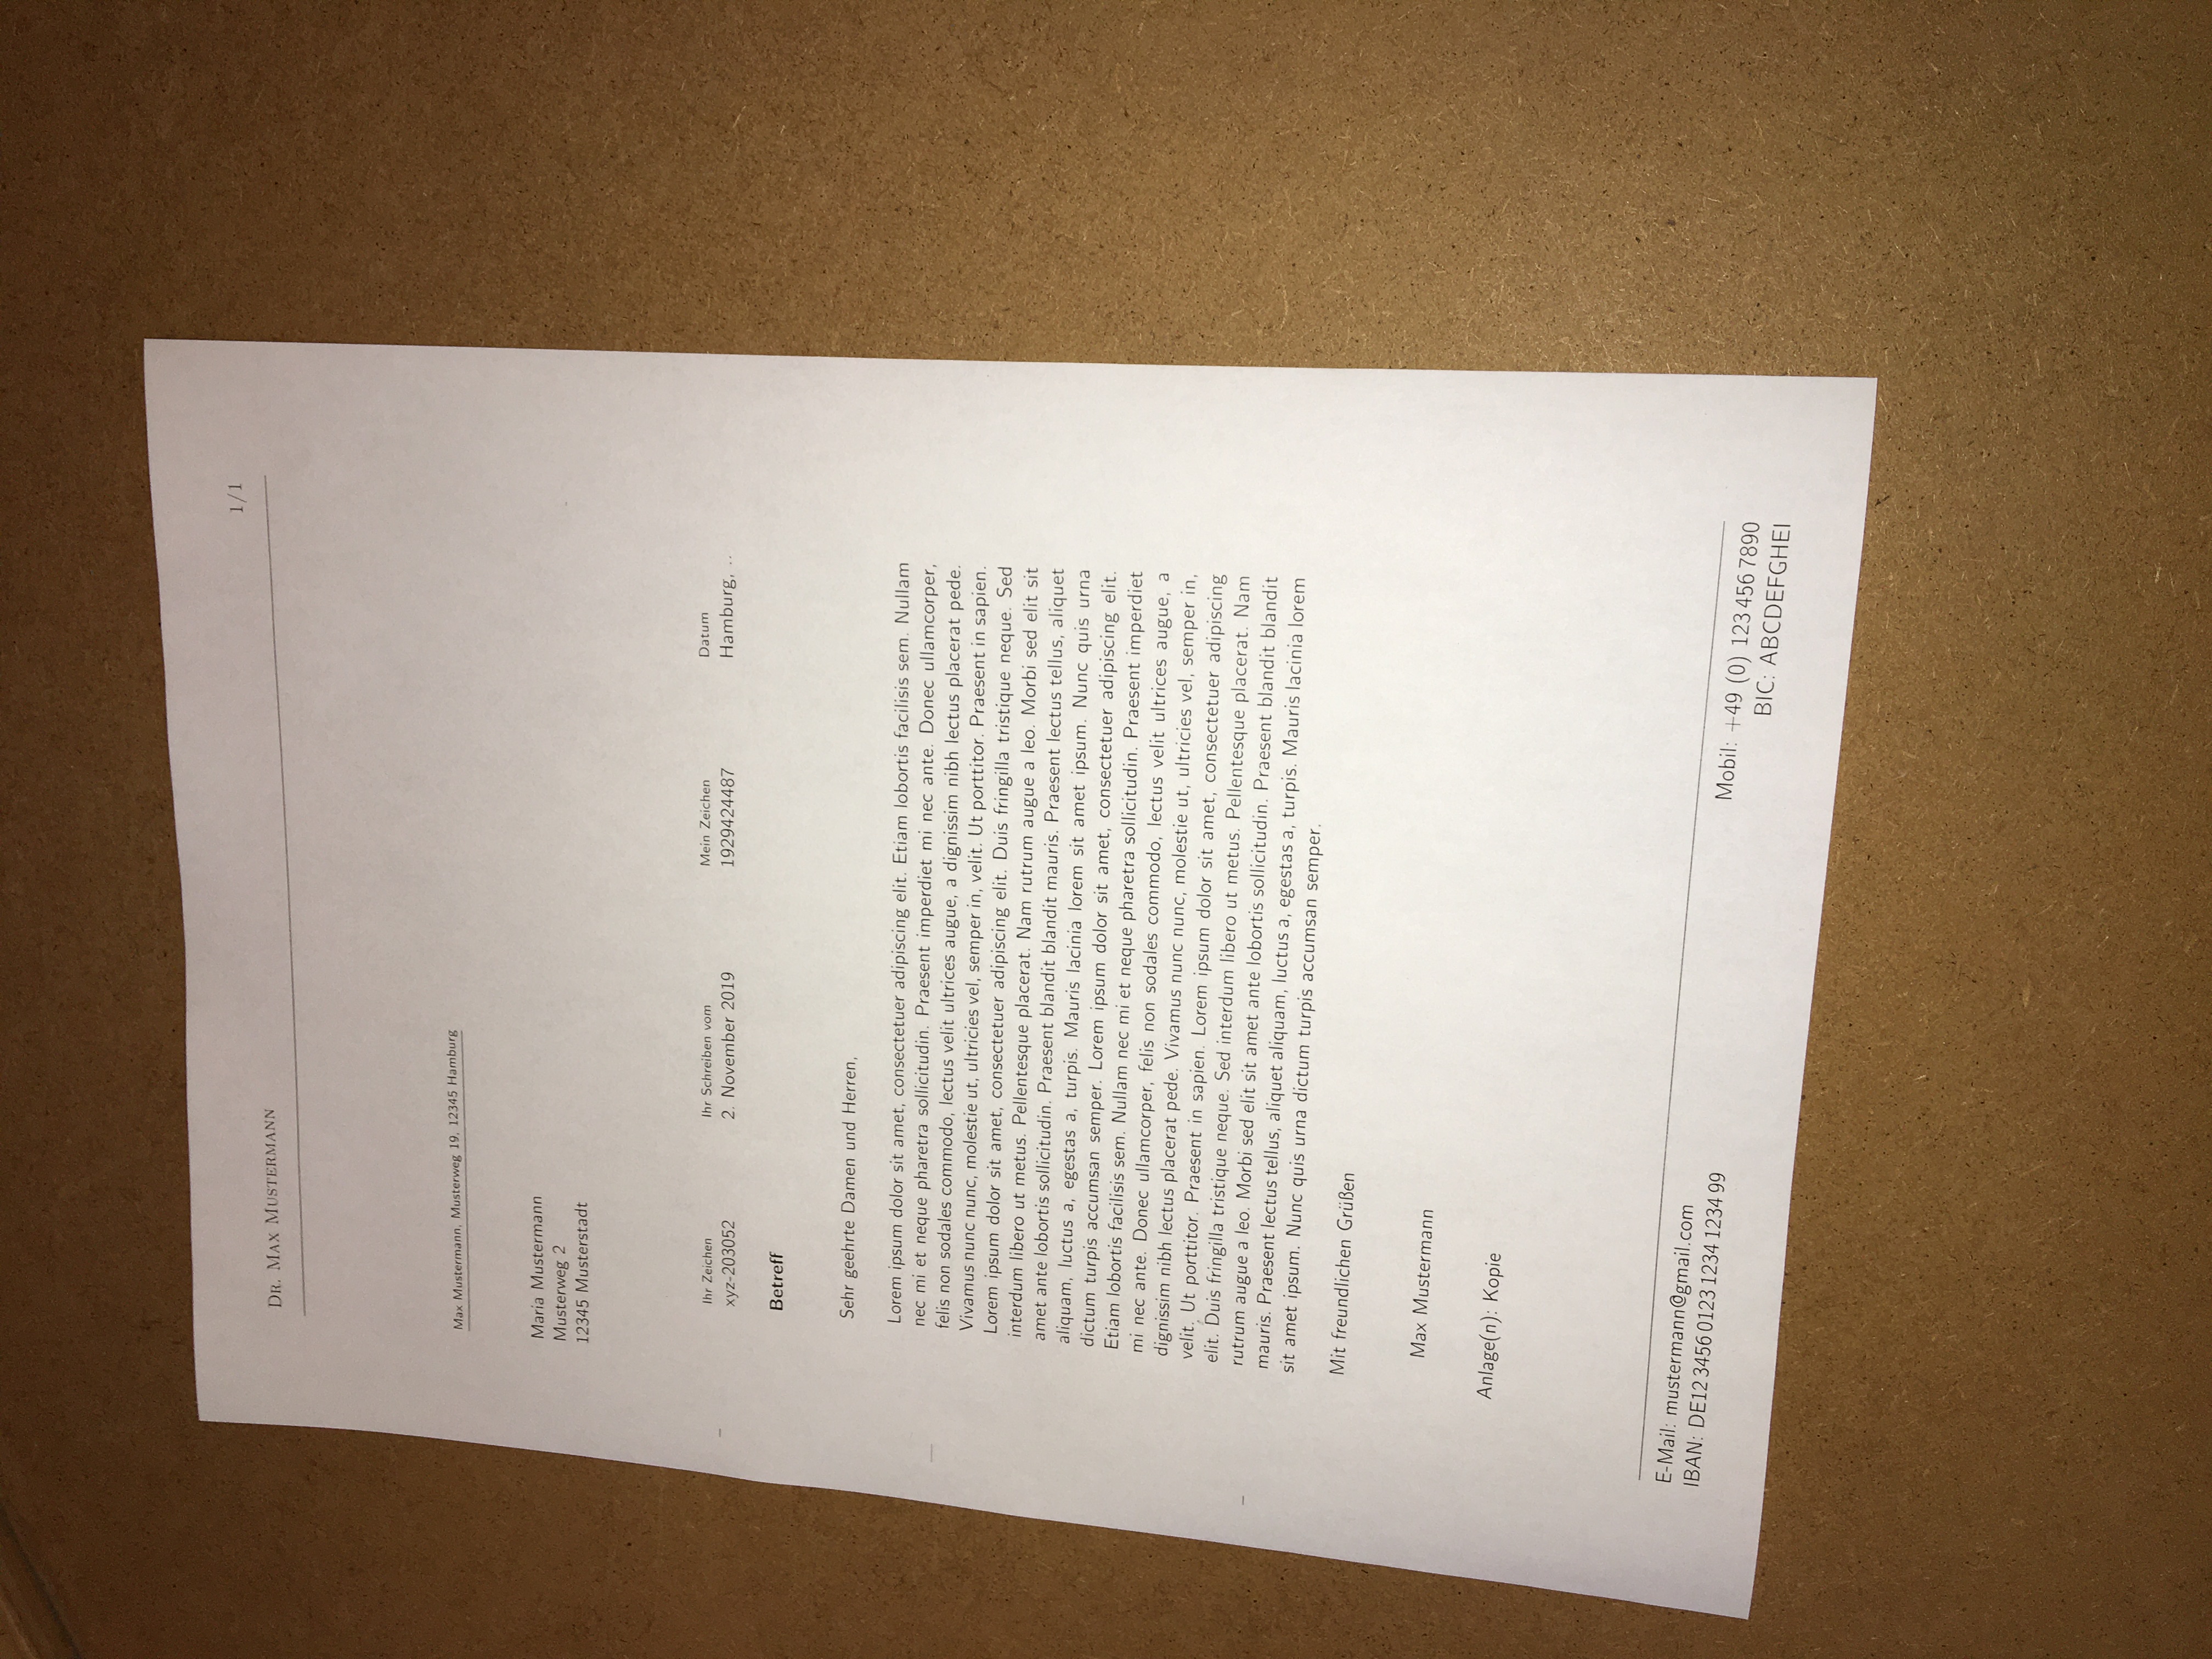 DR. MAX MUSTERMANN
1/1
Max Mustermann, Musterweg 19, 12345 Hamburg
Maria Mustermann
Musterweg 2
12345 Musterstadt
Ihr Zeichen Ihr Schreiben vom Mein Zeichen Datum
xyz-203052 2. November 2019 1929424487 Hamburg, ..
Betreff
Sehr geehrte Damen und Herren,
Lorem ipsum dolor sit amet, consectetuer adipiscing elit. Etiam lobortis facilisis sem. Nullam
nec mi et neque pharetra sollicitudin. Praesent imperdiet mi nec ante. Donec ullamcorper,
felis non sodales commodo, lectus velit ultrices augue, a dignissim nibh lectus placerat pede.
Vivamus nunc nunc, molestie ut, ultricies vel, semper in, velit. Ut porttitor. Praesent in sapien.
Lorem ipsum dolor sit amet, consectetuer adipiscing elit. Duis fringilla tristique neque. Sed
interdum libero ut metus. Pellentesque placerat. Nam rutrum augue a leo. Morbi sed elit sit
amet ante lobortis sollicitudin. Praesent blandit blandit mauris. Praesent lectus tellus, aliquet
aliquam, luctus a, egestas a, turpis. Mauris lacinia lorem sit amet ipsum. Nunc quis urna
dictum turpis accumsan semper. Lorem ipsum dolor sit amet, consectetuer adipiscing elit.
Etiam lobortis facilisis sem. Nullam nec mi et neque pharetra sollicitudin. Praesent imperdiet
mi nec ante. Donec ullamcorper, felis non sodales commodo, lectus velit ultrices augue, a
dignissim nibh lectus placerat pede. Vivamus nunc nunc, molestie ut, ultricies vel, semper in,
velit. Ut porttitor. Praesent in sapien. Lorem ipsum dolor sit amet, consectetuer adipiscing
elit. Duis fringilla tristique neque. Sed interdum libero ut metus. Pellentesque placerat. Nam
rutrum augue a leo. Morbi sed elit sit amet ante lobortis sollicitudin. Praesent blandit blandit
mauris. Praesent lectus tellus, aliquet aliquam, luctus a, egestas a, turpis. Mauris lacinia lorem
sit amet ipsum. Nunc quis urna dictum turpis accumsan semper.
Mit freundlichen Grüßen
Max Mustermann
Anlage(n): Kopie
E-Mail: mustermann@gmail.com
IBAN: DE12 3456 0123 1234 1234 99
Mobil: +49 (0) 123 456 7890
BIC: ABCDEFGHEI